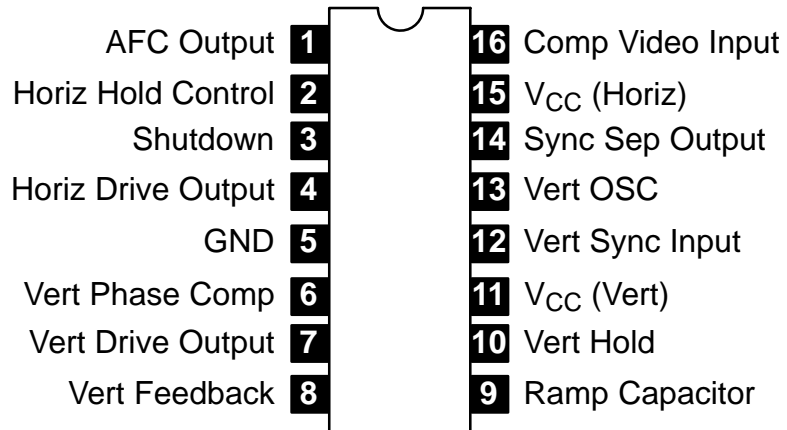 AFC Output 1 16 Comp Video Input
Horiz Hold Control 2 15 VCC (Horiz)
Shutdown 3 14 Sync Sep Output
Horiz Drive Output 4 13 Vert OSC
GND 5 12 Vert Sync Input
Vert Phase Comp 6 11 VCC (Vert)
Vert Drive Output 7 10 Vert Hold
Vert Feedback 8 9 Ramp Capacitor